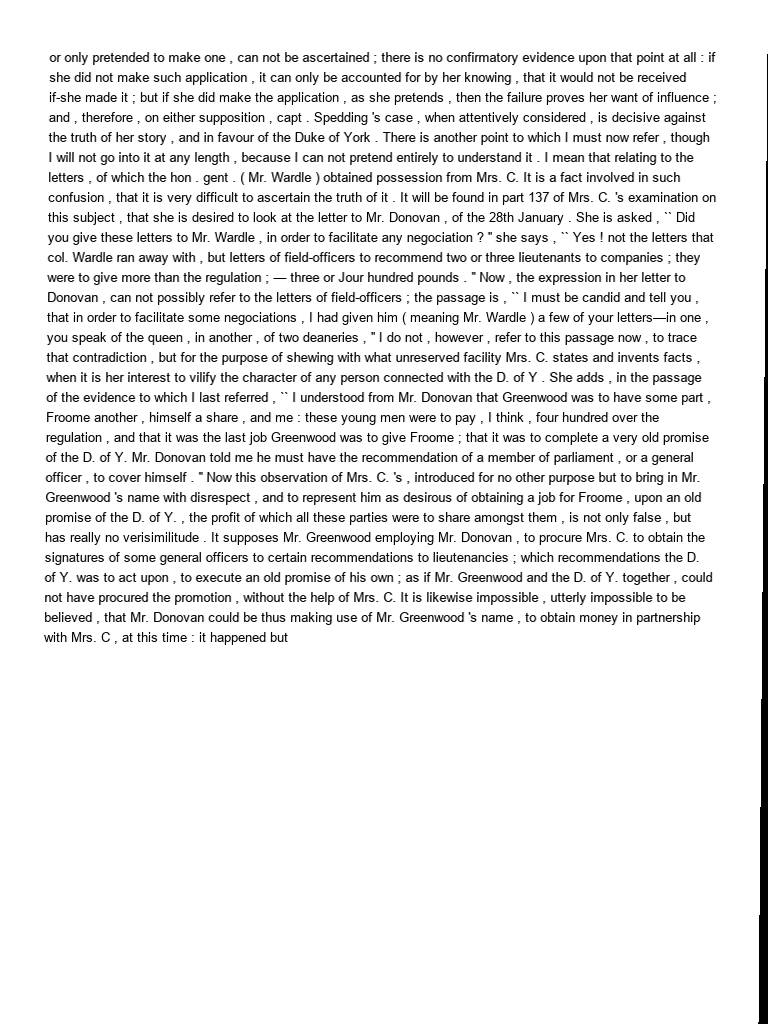 or only pretended to make one , can not be ascertained ; there is no confirmatory evidence upon that point at all : if
she did not make such application , it can only be accounted for by her knowing , that it would not be received
if-she made it ; but if she did make the application , as she pretends , then the failure proves her want of influence ;
and , therefore , on either supposition , capt . Spedding 's case , when attentively considered , is decisive against
the truth of her story , and in favour of the Duke of York . There is another point to which I must now refer , though
I will not go into it at any length , because I can not pretend entirely to understand it . I mean that relating to the
letters , of which the hon . gent . ( Mr. Wardle ) obtained possession from Mrs. C. It is a fact involved in such
confusion , that it is very difficult to ascertain the truth of it . It will be found in part 137 of Mrs. C. 's examination on
this subject , that she is desired to look at the letter to Mr. Donovan , of the 28th January . She is asked , `` Did
you give these letters to Mr. Wardle , in order to facilitate any negociation ? " she says , `` Yes ! not the letters that
col. Wardle ran away with , but letters of field-officers to recommend two or three lieutenants to companies ; they
were to give more than the regulation ; — three or Jour hundred pounds . " Now , the expression in her letter to
Donovan , can not possibly refer to the letters of field-officers ; the passage is , `` I must be candid and tell you ,
that in order to facilitate some negociations , I had given him ( meaning Mr. Wardle ) a few of your letters—in one ,
you speak of the queen , in another , of two deaneries , " I do not , however , refer to this passage now , to trace
that contradiction , but for the purpose of shewing with what unreserved facility Mrs. C. states and invents facts ,
when it is her interest to vilify the character of any person connected with the D. of Y . She adds , in the passage
of the evidence to which I last referred , `` I understood from Mr. Donovan that Greenwood was to have some part ,
Froome another , himself a share , and me : these young men were to pay , I think , four hundred over the
regulation , and that it was the last job Greenwood was to give Froome ; that it was to complete a very old promise
of the D. of Y. Mr. Donovan told me he must have the recommendation of a member of parliament , or a general
officer , to cover himself . " Now this observation of Mrs. C. 's , introduced for no other purpose but to bring in Mr.
Greenwood 's name with disrespect , and to represent him as desirous of obtaining a job for Froome , upon an old
promise of the D. of Y. , the profit of which all these parties were to share amongst them , is not only false , but
has really no verisimilitude . It supposes Mr. Greenwood employing Mr. Donovan , to procure Mrs. C. to obtain the
signatures of some general officers to certain recommendations to lieutenancies ; which recommendations the D.
of Y. was to act upon , to execute an old promise of his own ; as if Mr. Greenwood and the D. of Y. together , could
not have procured the promotion , without the help of Mrs. C. It is likewise impossible , utterly impossible to be
believed , that Mr. Donovan could be thus making use of Mr. Greenwood 's name , to obtain money in partnership
with Mrs. C , at this time : it happened but